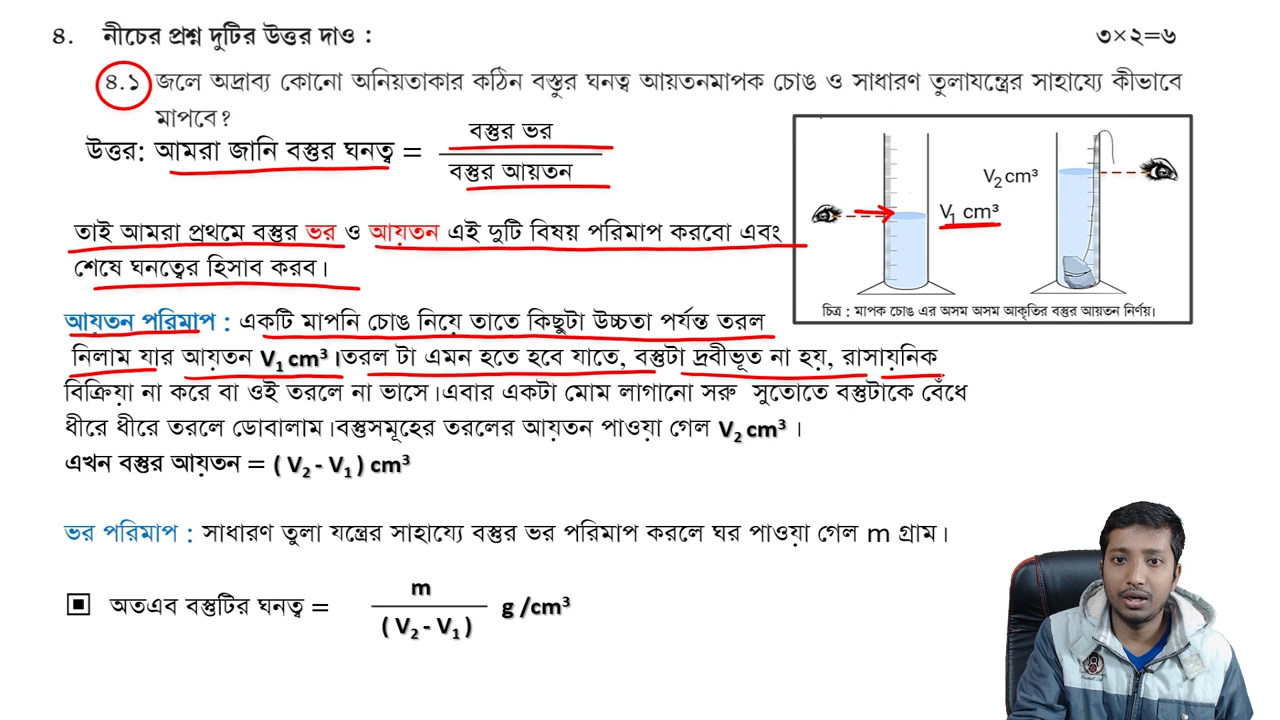 ৪. নীচের প্রশ্ন দুটির উত্তর দাও : ৩×২=৬
৪.১ জলে অদ্রাব্য কোনো অনিয়তাকার কঠিন বস্তুর ঘনত্ব আয়তনমাপক চোঙ ও সাধারণ তুলাযন্ত্রের সাহায্যে কীভাবে
মাপবে?
উত্তর: আমরা জানি বস্তুর ঘনত্ব = বস্তুর ভর
বস্তুর আয়তন
V₂ cm³
V₁ cm³
চিত্র : মাপক চোঙ এর অসম অসম আকৃতির বস্তুর আয়তন নির্ণয়।
তাই আমরা প্রথমে বস্তুর ভর ও আয়তন এই দুটি বিষয় পরিমাপ করবো এবং
শেষে ঘনত্বের হিসাব করব।
আয়তন পরিমাপ : একটি মাপনি চোঙ নিয়ে তাতে কিছুটা উচ্চতা পর্যন্ত তরল
নিলাম যার আয়তন V₁ cm³ ।তরল টা এমন হতে হবে যাতে, বস্তুটা দ্রবীভূত না হয়, রাসায়নিক
বিক্রিয়া না করে বা ওই তরলে না ভাসে।এবার একটা মোম লাগানো সরু সুতোতে বস্তুটাকে বেঁধে
ধীরে ধীরে তরলে ডোবালাম।বস্তুসমূহের তরলের আয়তন পাওয়া গেল V₂ cm³ ।
এখন বস্তুর আয়তন = ( V₂ - V₁ ) cm³
ভর পরিমাপ : সাধারণ তুলা যন্ত্রের সাহায্যে বস্তুর ভর পরিমাপ করলে ঘর পাওয়া গেল m গ্রাম।
অতএব বস্তুটির ঘনত্ব = m
( V₂ - V₁ ) g /cm³